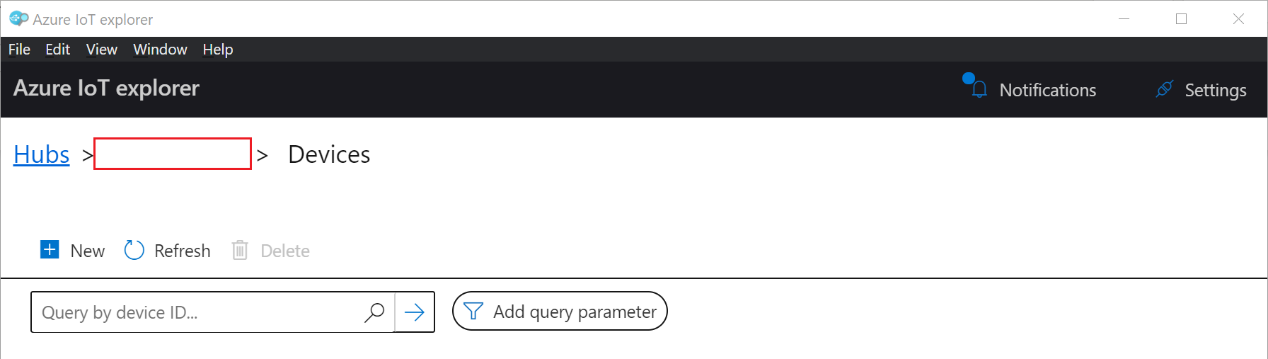 Azure IoT explorer
File Edit View Window Help
Azure IoT explorer Notifications Settings
Hubs > > Devices
New Refresh Delete
Query by device ID... Add query parameter